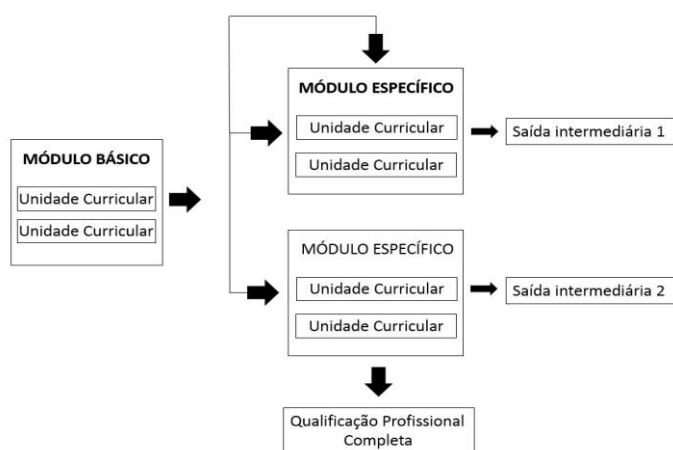 MÓDULO BÁSICO
Unidade Curricular
Unidade Curricular
MÓDULO ESPECÍFICO
Unidade Curricular
Unidade Curricular
Saída intermediária 1
MÓDULO ESPECÍFICO
Unidade Curricular
Unidade Curricular
Saída intermediária 2
Qualificação Profissional
Completa